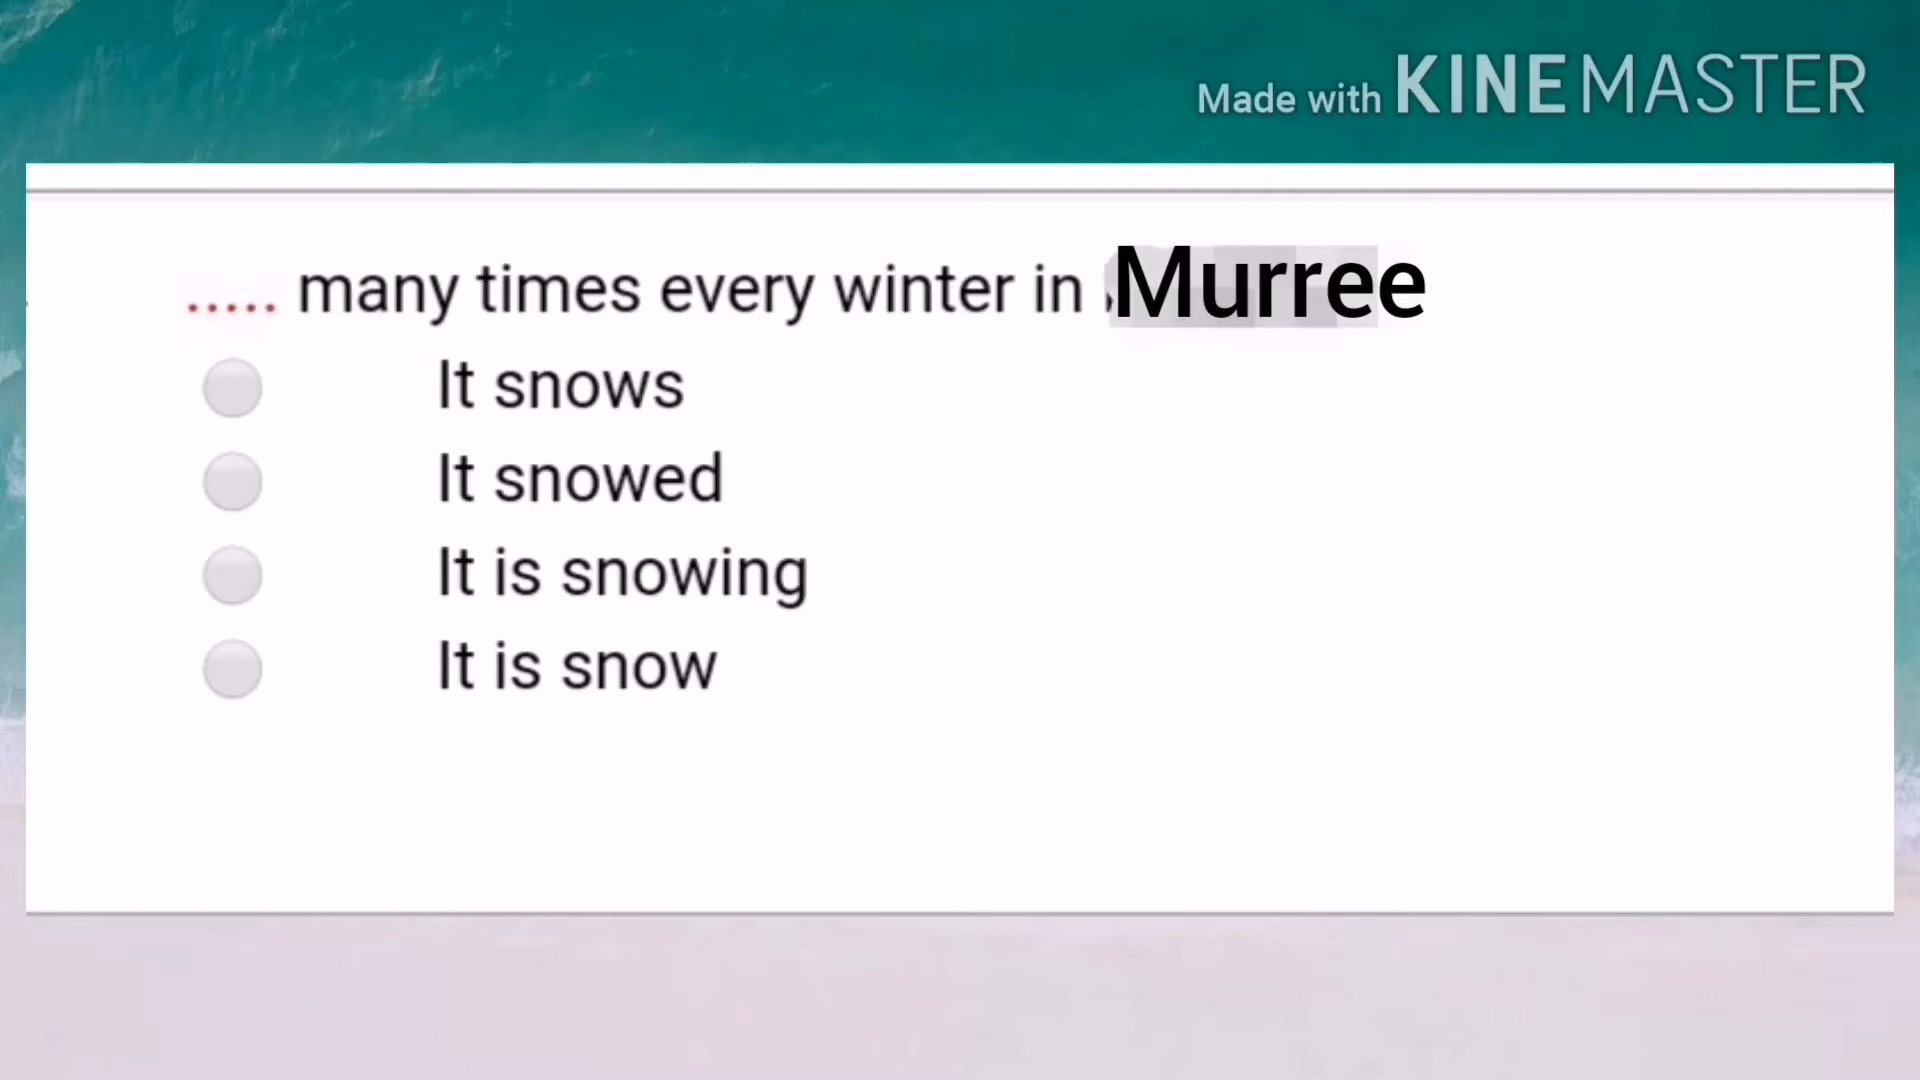 Made with KINEMASTER
..... many times every winter in Murree
It snows
It snowed
It is snowing
It is snow